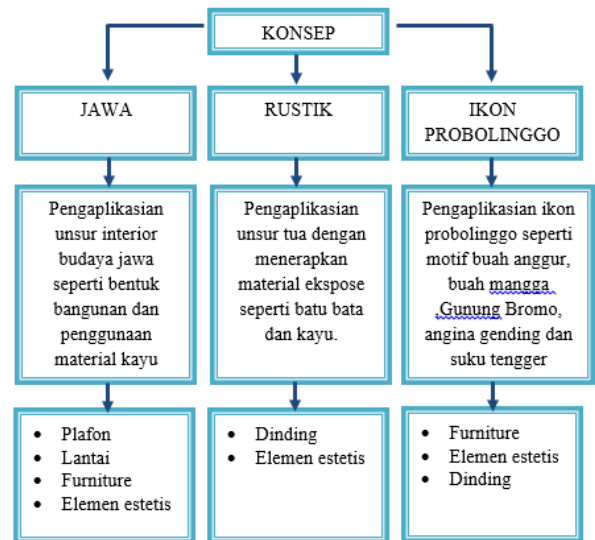 KONSEP
JAWA
RUSTIK
IKON
PROBOLINGGO
Pengaplikasian
unsur interior
budaya jawa
seperti bentuk
bangunan dan
penggunaan
material kayu
Pengaplikasian
unsur tua dengan
menerapkan
material ekspose
seperti batu bata
dan kayu.
Pengaplikasian ikon
probolinggo seperti
motif buah anggur,
buah mangga
,Gunung Bromo,
angina gending dan
suku tengger
• Plafon
• Lantai
• Furniture
• Elemen estetis
• Dinding
• Elemen estetis
• Furniture
• Elemen estetis
• Dinding